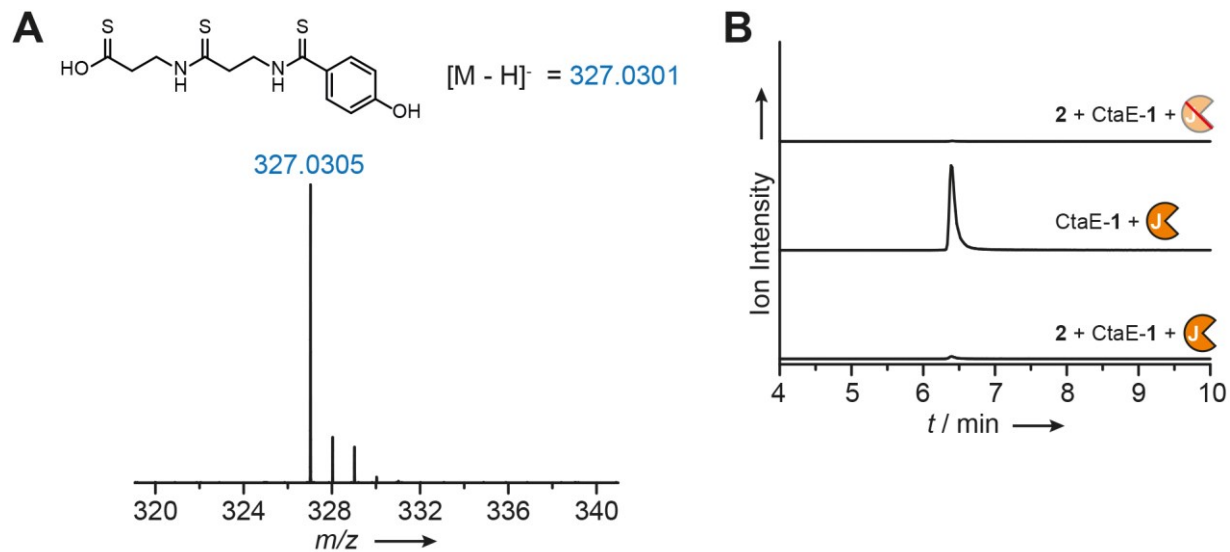 A
S
S
S
HO
N
H
N
H
OH
[M - H]- = 327.0301
327.0305
320
324
328
332
336
340
m/z
B
Ion Intensity
2 + CtaE-1 + J
CtaE-1 + J
2 + CtaE-1 + J
4
5
6
7
8
9
10
t / min